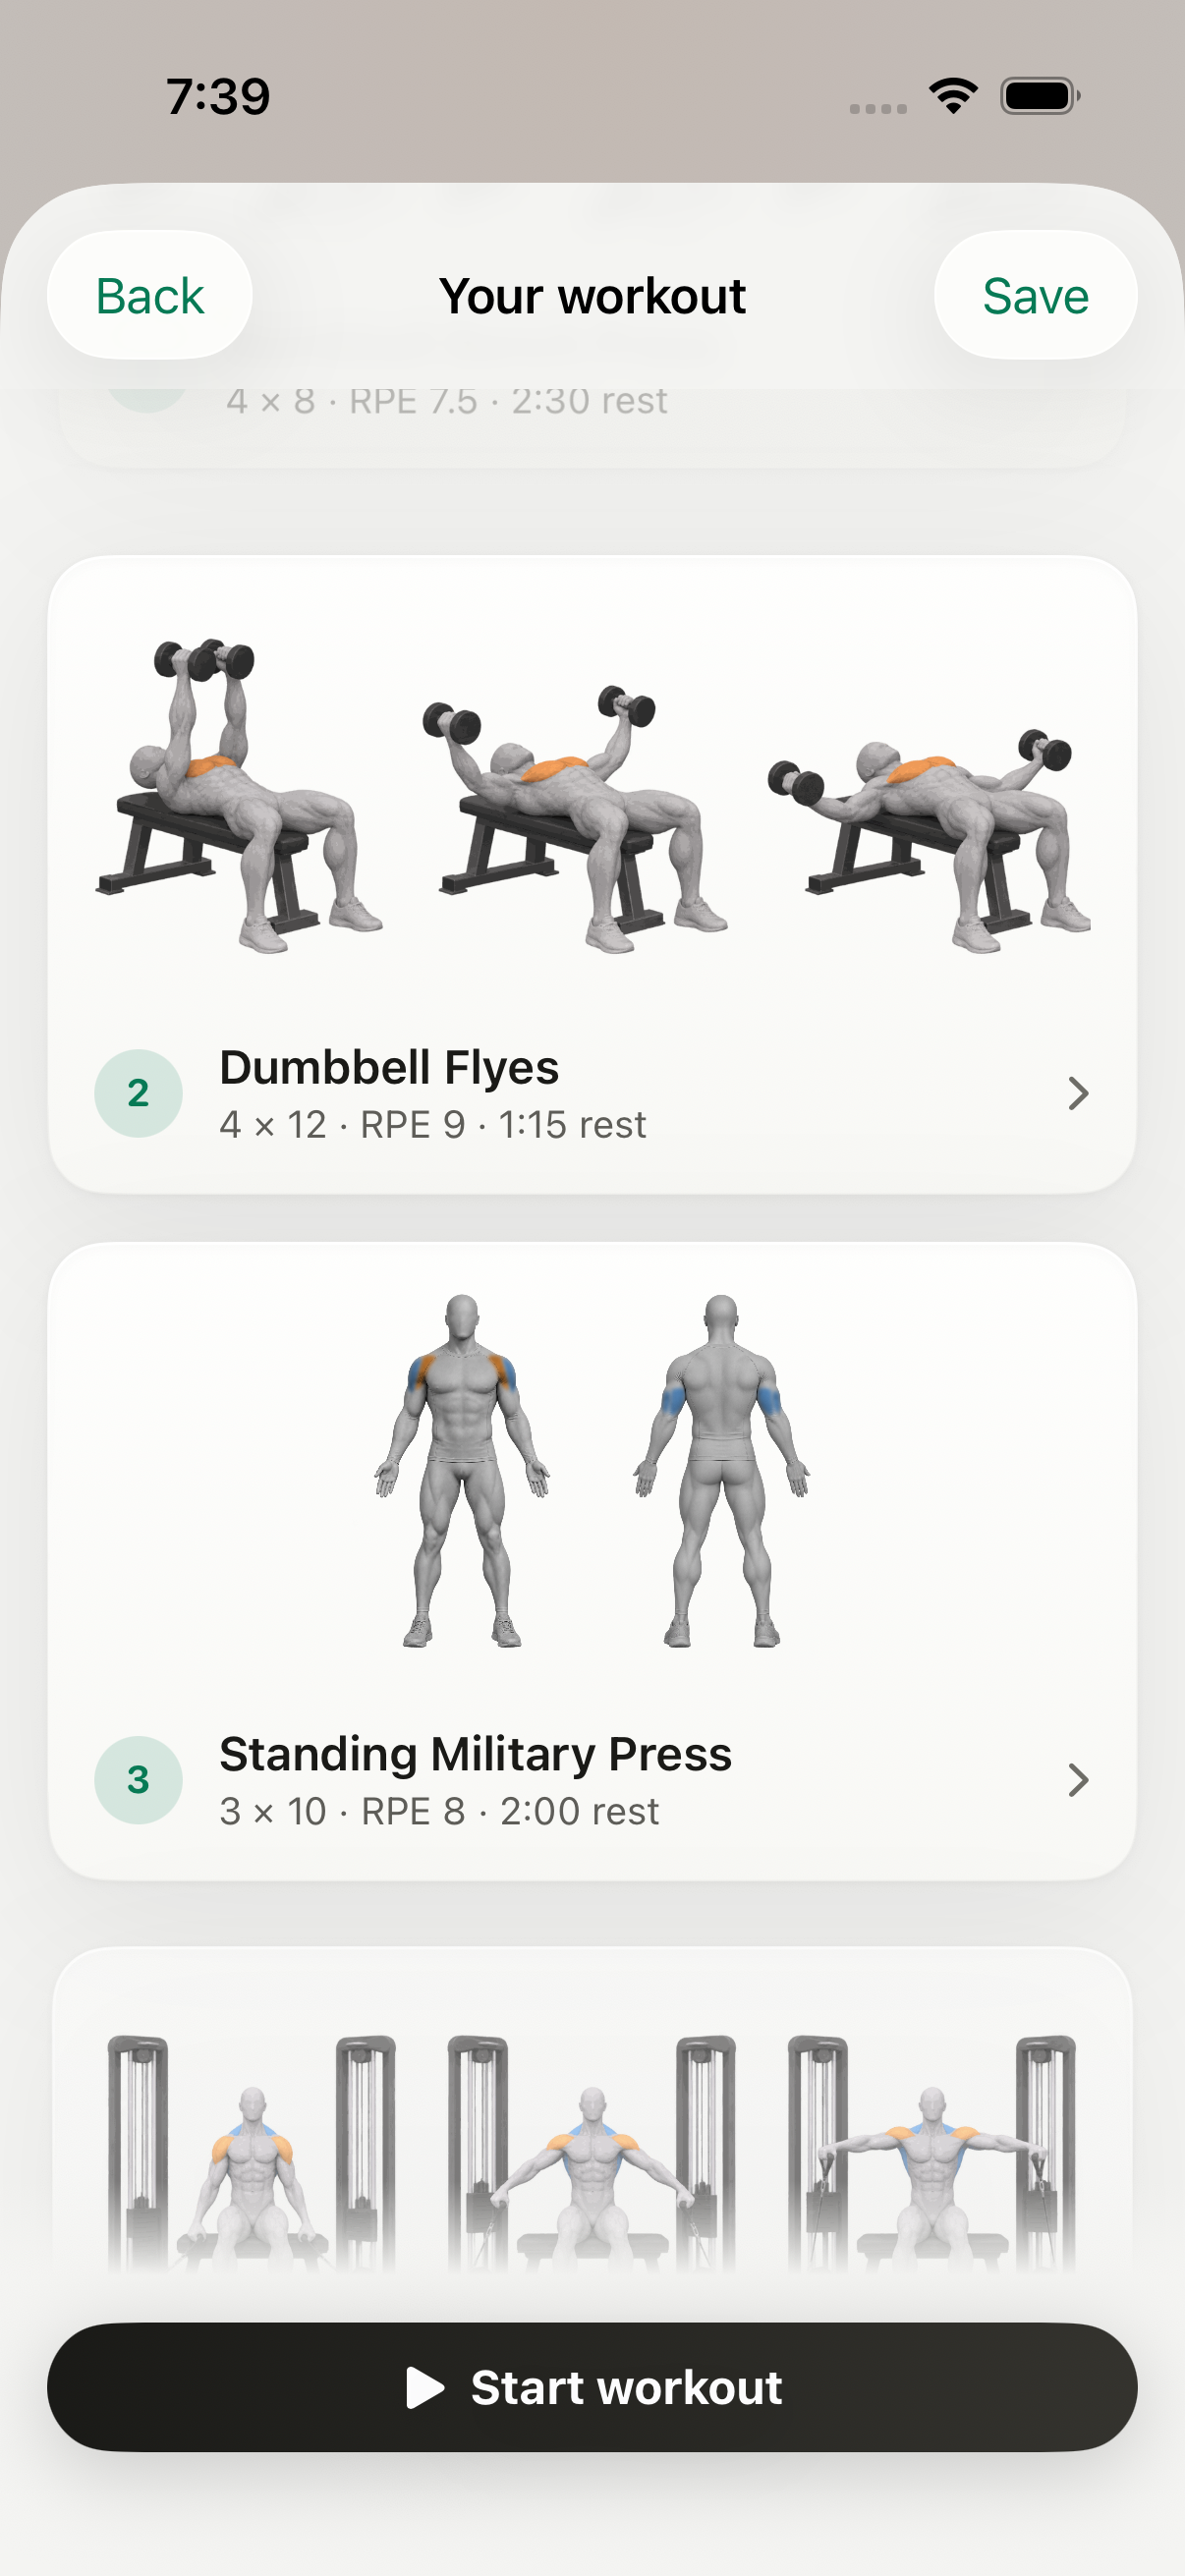 7:39
Back
Your workout
Save
4 × 8 · RPE 7.5 · 2:30 rest
2
Dumbbell Flyes
4 × 12 · RPE 9 · 1:15 rest
3
Standing Military Press
3 × 10 · RPE 8 · 2:00 rest
Start workout